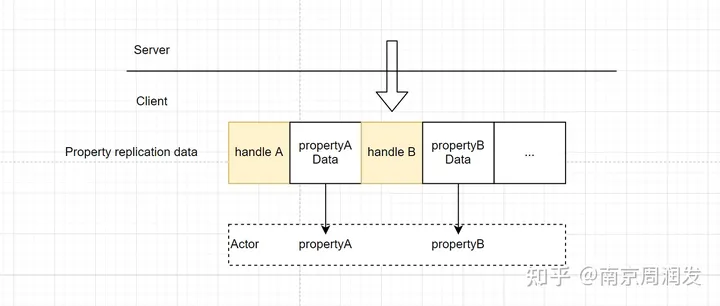 Server
Client
Property replication data
handle A
propertyA
Data
handle B
propertyB
Data
...
Actor
propertyA
propertyB
知乎 @南京周润发